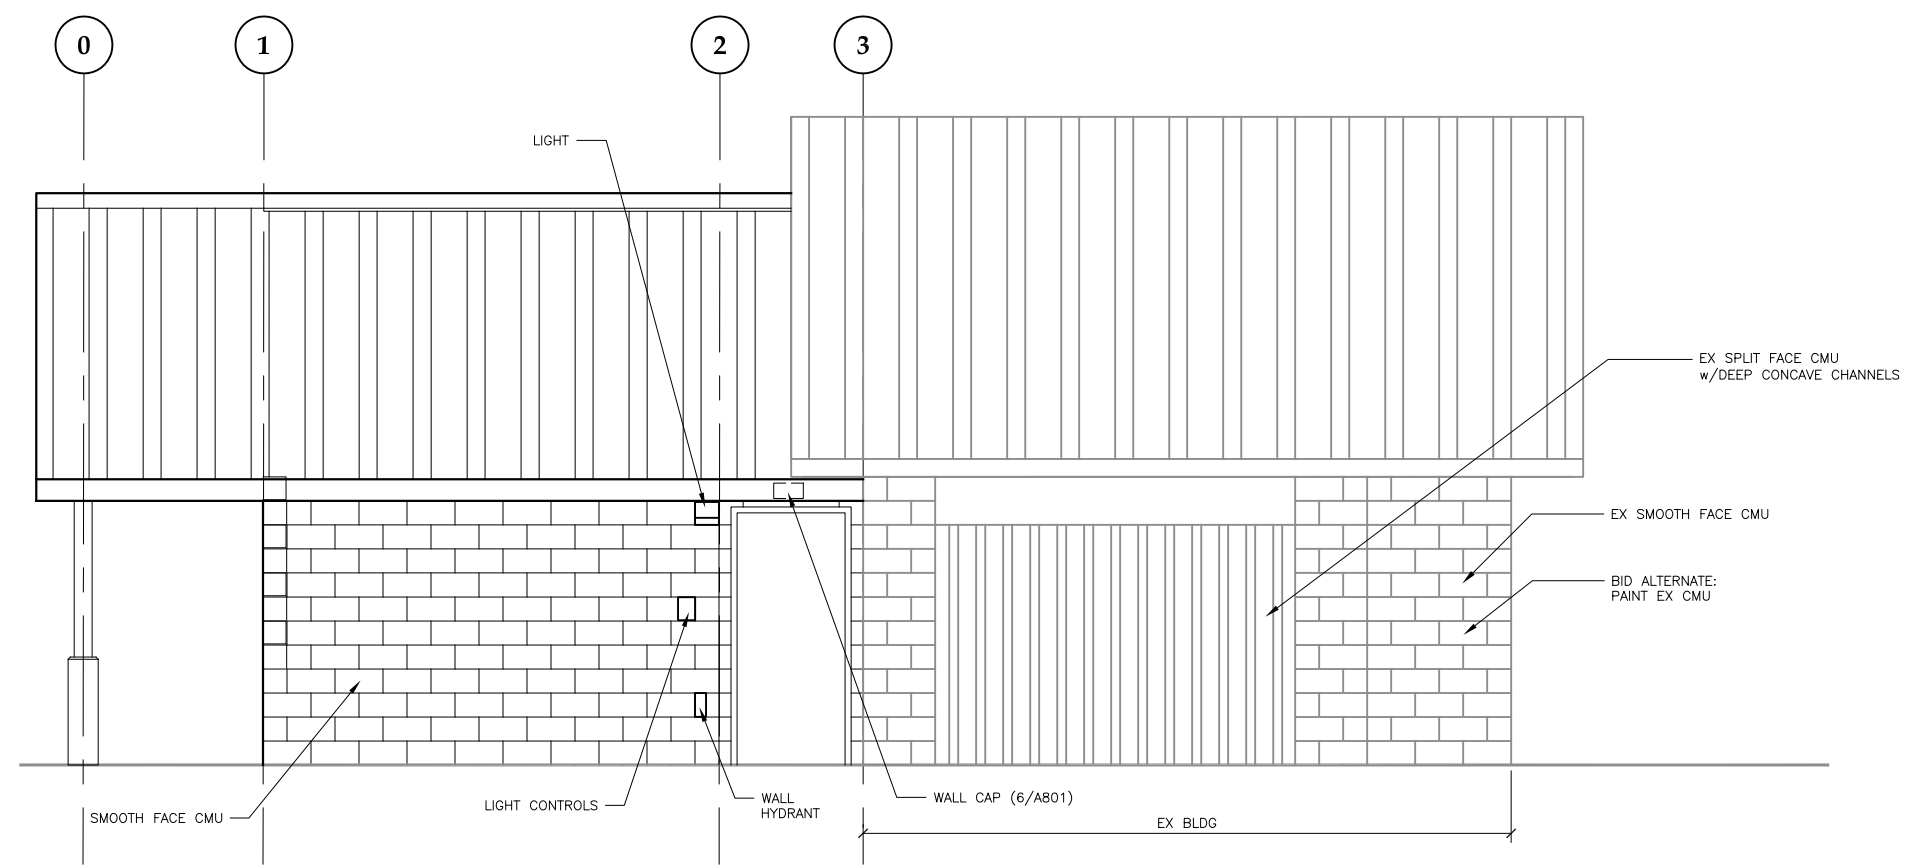 0
1
2
3
LIGHT
EX SPLIT FACE CMU
w/DEEP CONCAVE CHANNELS
EX SMOOTH FACE CMU
BID ALTERNATE:
PAINT EX CMU
SMOOTH FACE CMU
LIGHT CONTROLS
WALL
HYDRANT
WALL CAP (6/A801)
EX BLDG